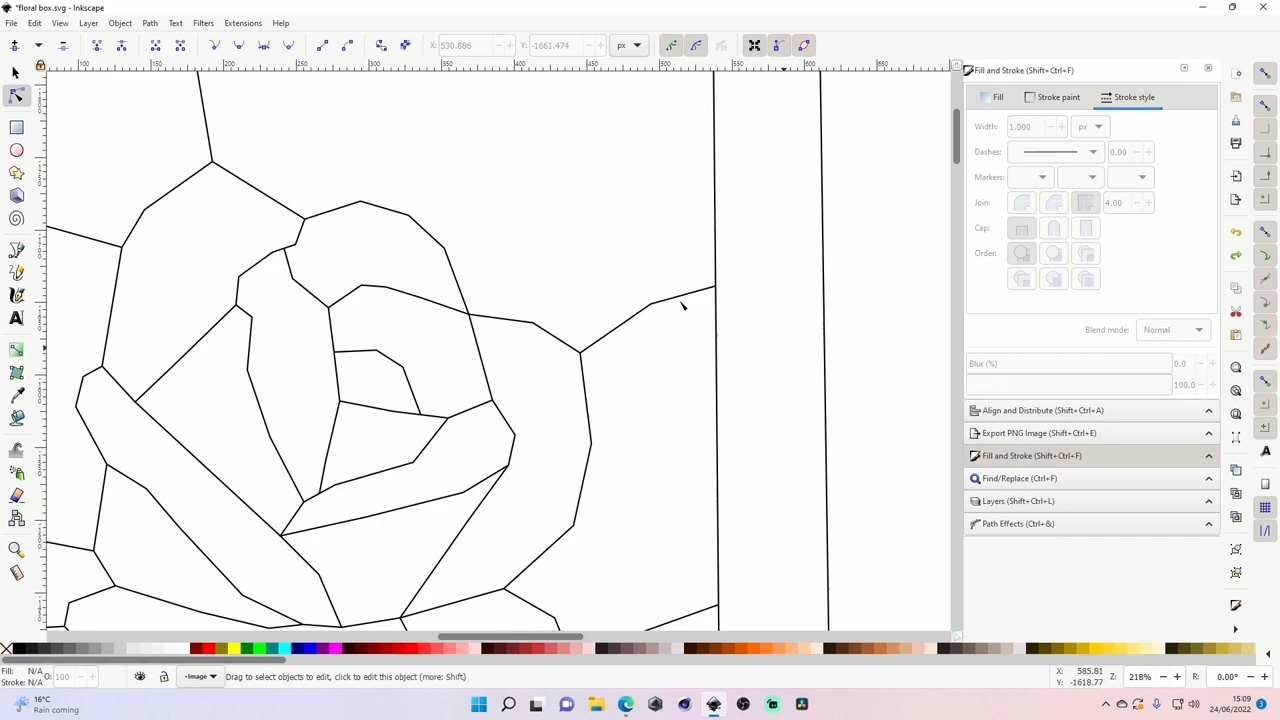 *floral box.svg - Inkscape
File Edit View Layer Object Path Text Filters Extensions Help
X: 530.886 Y: -1661.474 px
100 150 200 250 300 350 400 450 500 550 600 650
Fill and Stroke (Shift+Ctrl+F)
Fill Stroke paint Stroke style
Width: 1.000 px
Dashes: 0.00
Markers:
Join: 4.00
Cap:
Order:
Blend mode: Normal
Blur (%) 0.0
100.0
Align and Distribute (Shift+Ctrl+A)
Export PNG Image (Shift+Ctrl+E)
Fill and Stroke (Shift+Ctrl+F)
Find/Replace (Ctrl+F)
Layers (Shift+Ctrl+L)
Path Effects (Ctrl+&)
Fill: N/A O: 100 -Image Drag to select objects to edit, click to edit this object (more: Shift) X: 585.81 Z: 218% R: 0.00°
Stroke: N/A Y: -1618.77
16°C 15:09
Rain coming 24/06/2022